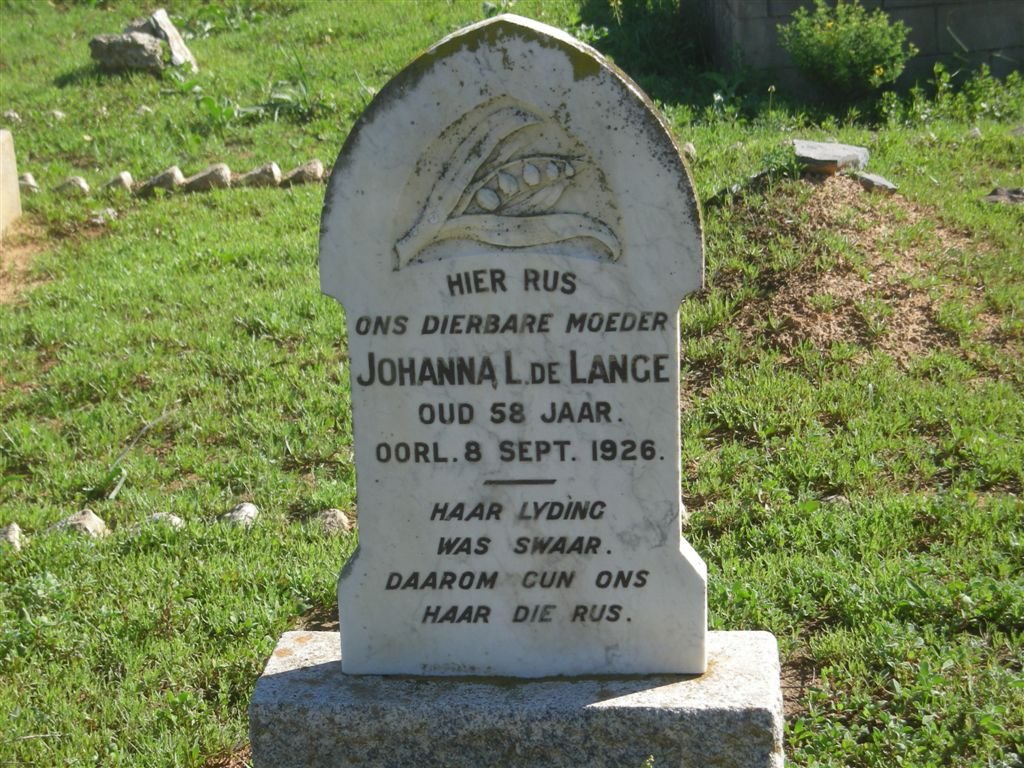 HIER RUS
ONS DIERBARE MOEDER
JOHANNA L. DE LANGE
OUD 58 JAAR.
OORL. 8 SEPT. 1926.
HAAR LYDING
WAS SWAAR.
DAAROM GUN ONS
HAAR DIE RUS.